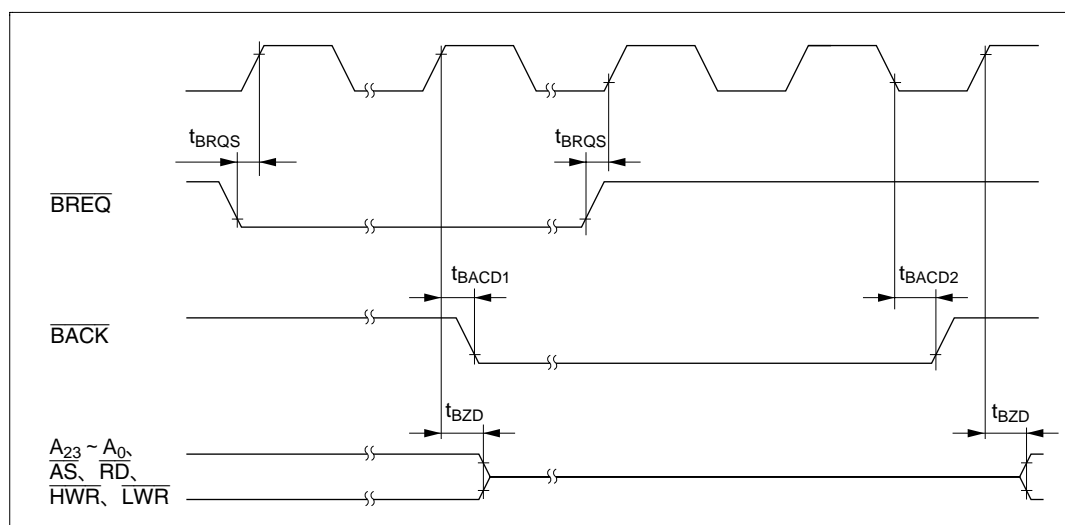 tBRQS tBRQS
BREQ
tBACD1 tBACD2
BACK
tBZD tBZD
A23 ~ A0、
AS、 RD、
HWR、 LWR